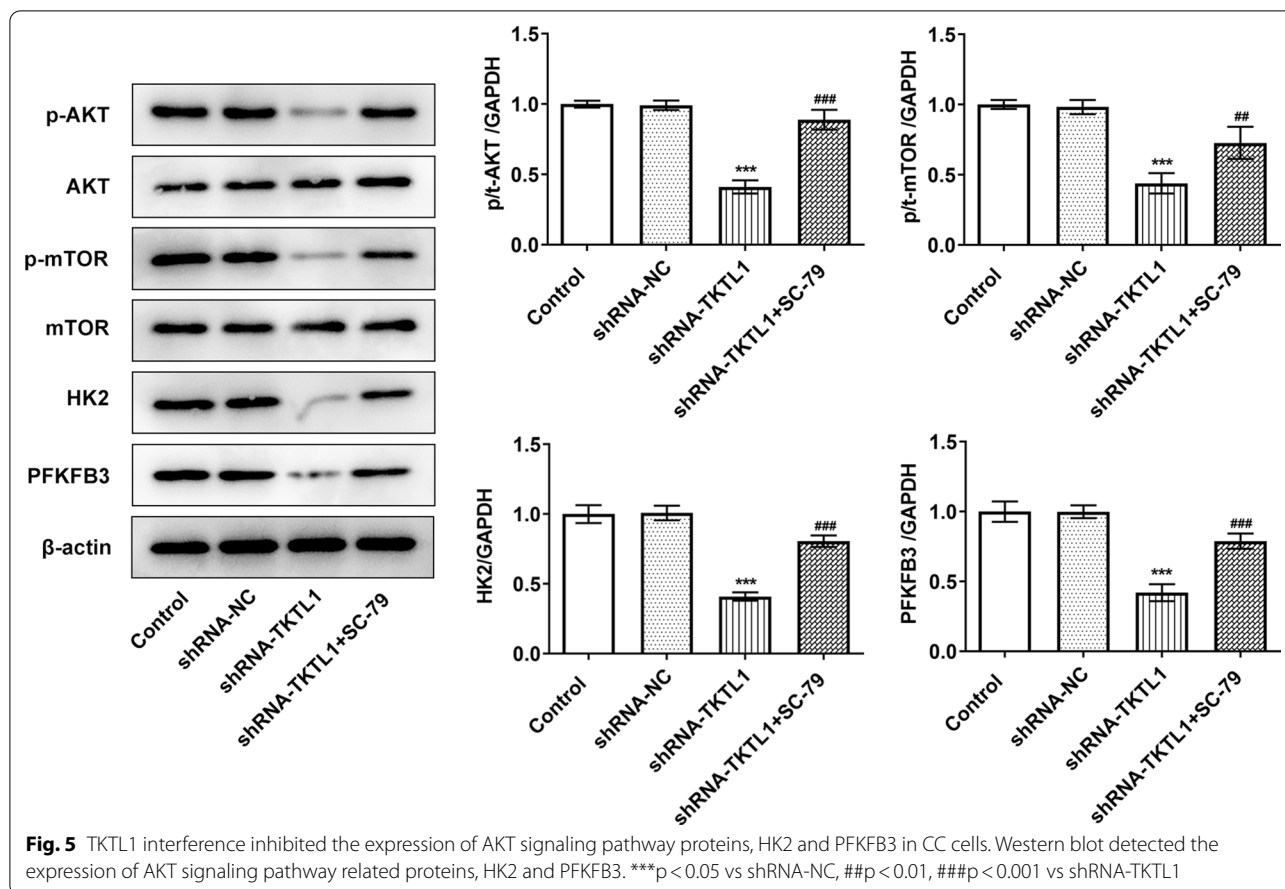 p-AKT
AKT
p-mTOR
mTOR
HK2
PFKFB3
β-actin
Control
shRNA-NC
shRNA-TKTL1
shRNA-TKTL1+SC-79
p/t-AKT /GAPDH
1.5
1.0
0.5
0.0
***
###
Control
shRNA-NC
shRNA-TKTL1
shRNA-TKTL1+SC-79
p/t-mTOR /GAPDH
1.5
1.0
0.5
0.0
***
##
Control
shRNA-NC
shRNA-TKTL1
shRNA-TKTL1+SC-79
HK2/GAPDH
1.5
1.0
0.5
0.0
***
###
Control
shRNA-NC
shRNA-TKTL1
shRNA-TKTL1+SC-79
PFKFB3 /GAPDH
1.5
1.0
0.5
0.0
***
###
Control
shRNA-NC
shRNA-TKTL1
shRNA-TKTL1+SC-79
Fig. 5 TKTL1 interference inhibited the expression of AKT signaling pathway proteins, HK2 and PFKFB3 in CC cells. Western blot detected the
expression of AKT signaling pathway related proteins, HK2 and PFKFB3. ***p < 0.05 vs shRNA-NC, ##p < 0.01, ###p < 0.001 vs shRNA-TKTL1